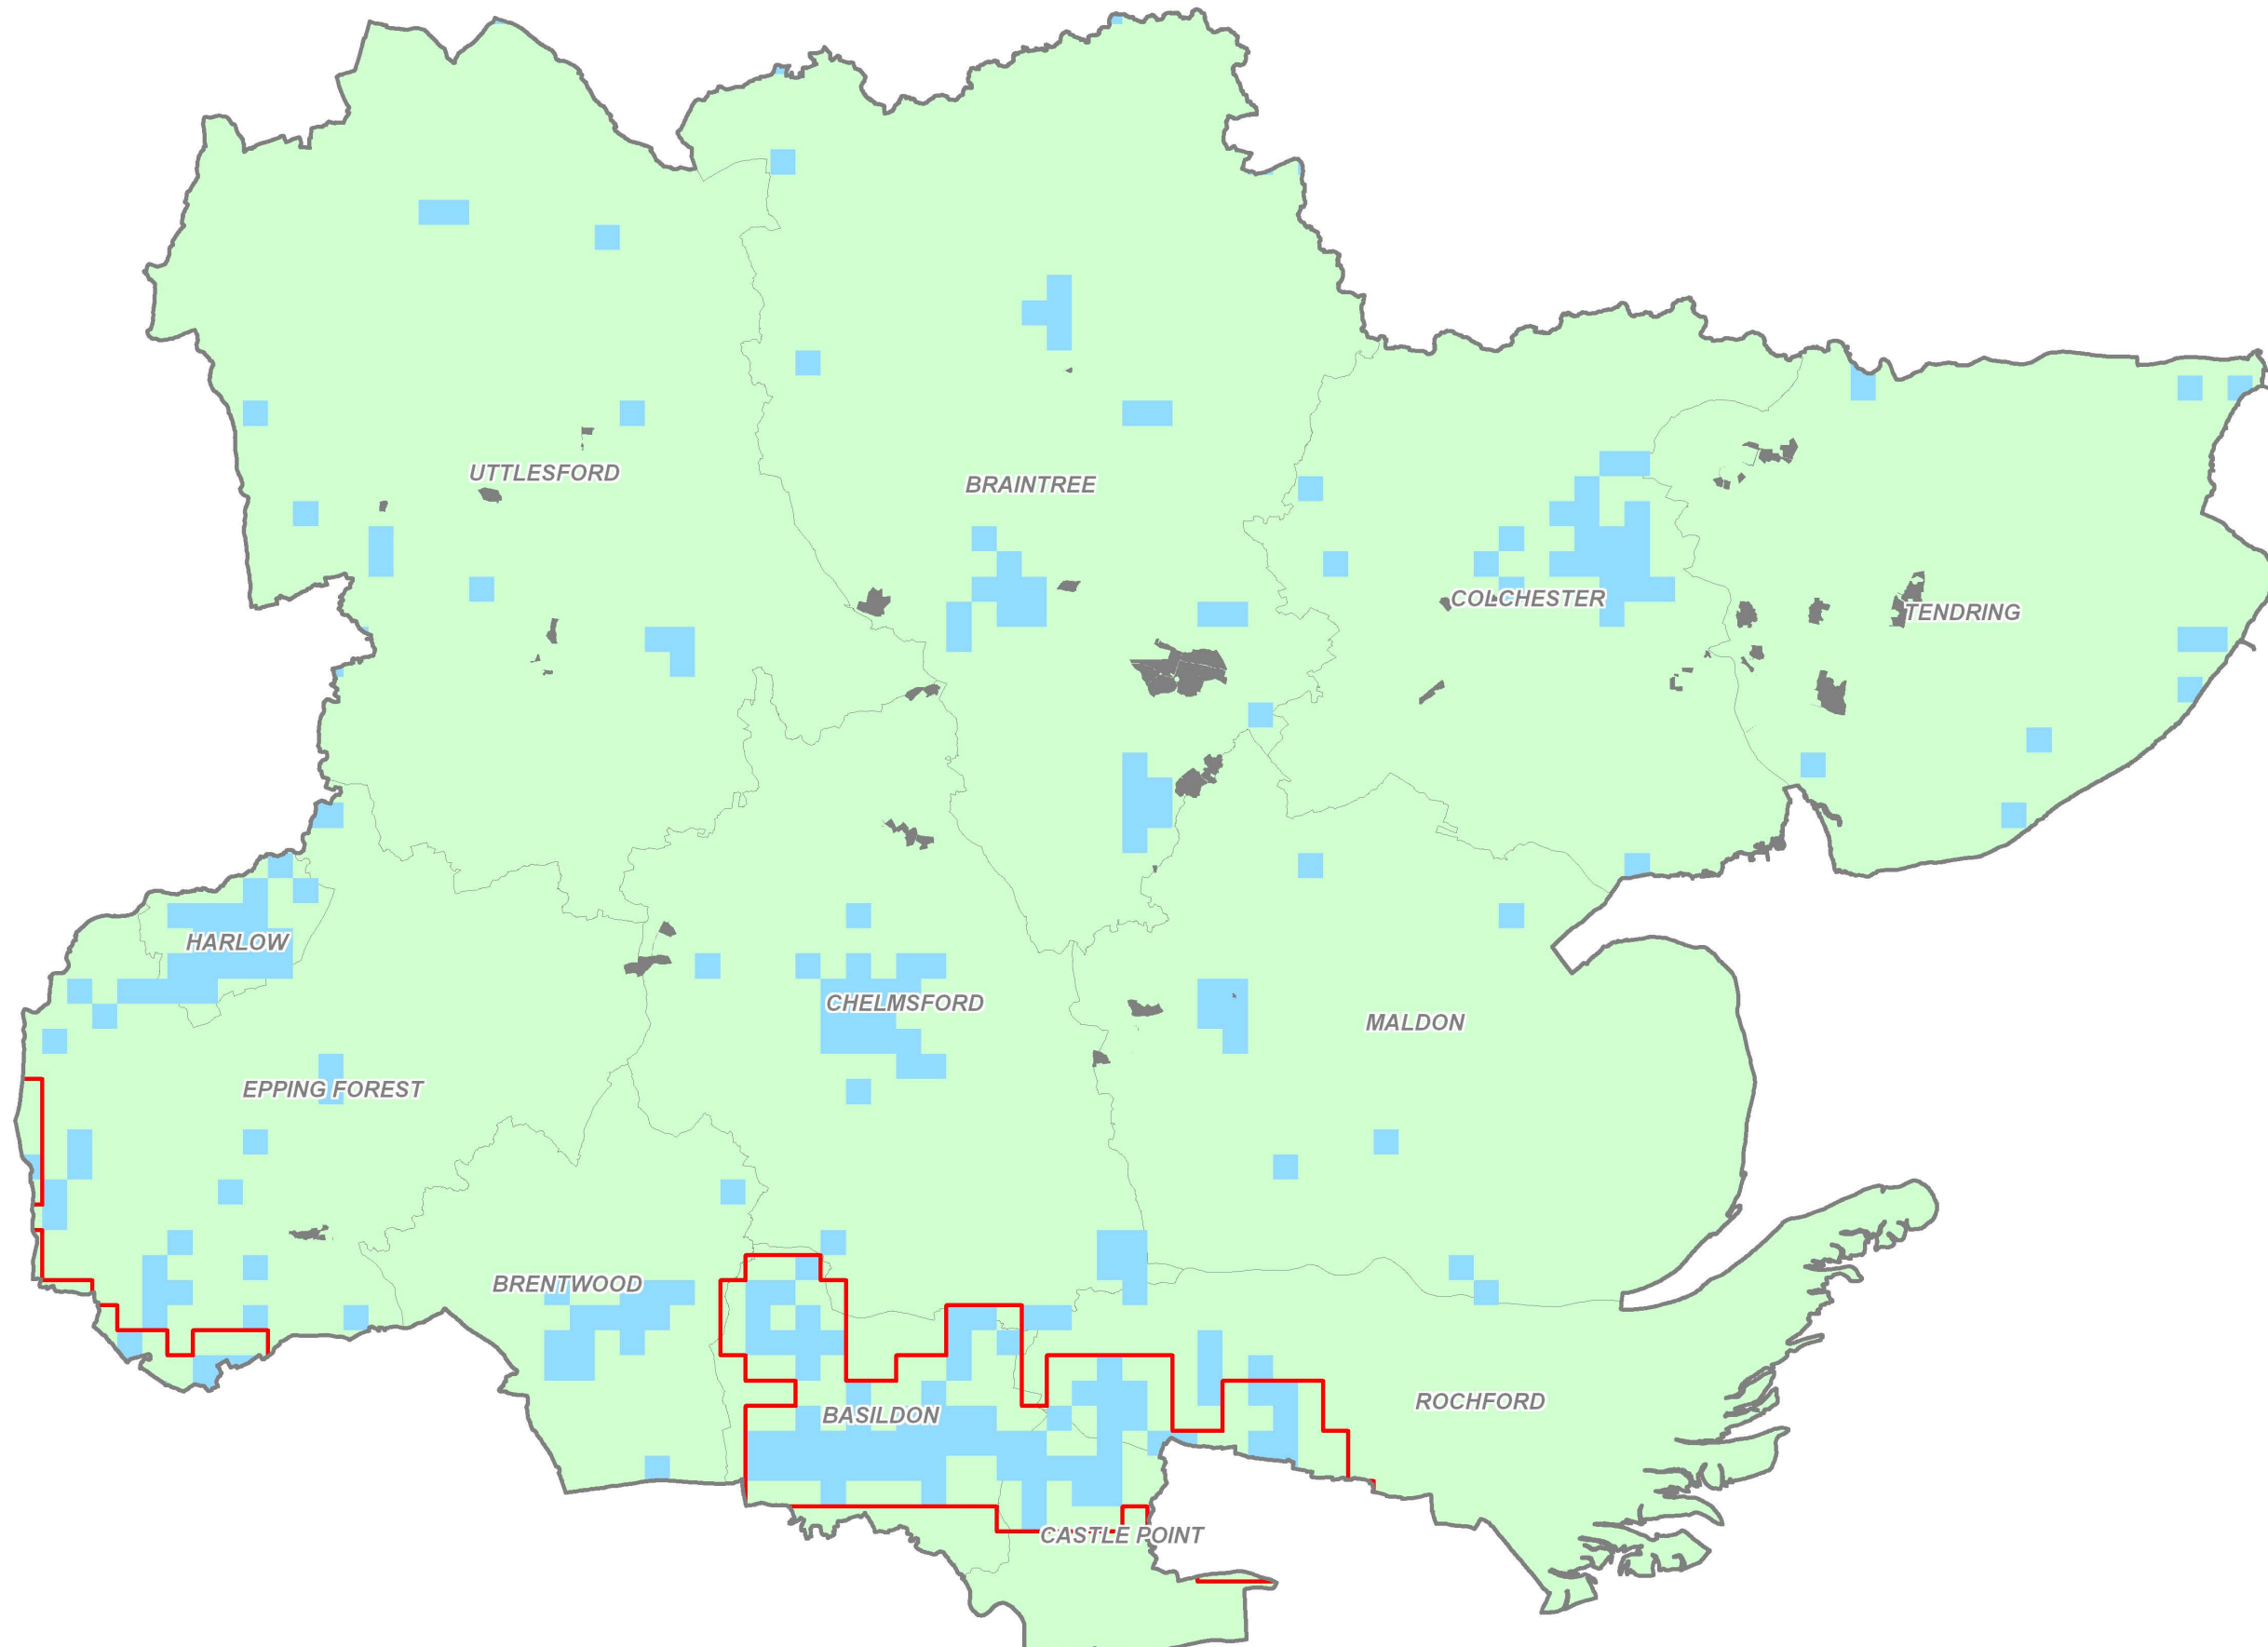 UTTLESFORD
BRAINTREE
COLCHESTER
TENDRING
HARLOW
CHELMSFORD
MALDON
EPPING FOREST
BRENTWOOD
BASILDON
ROCHFORD
CASTLE POINT